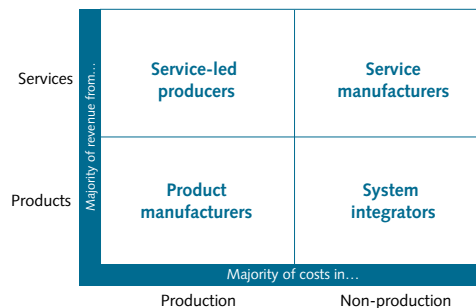 Services
Products
Majority of revenue from...
Service-led
producers
Service
manufacturers
Product
manufacturers
System
integrators
Majority of costs in...
Production
Non-production